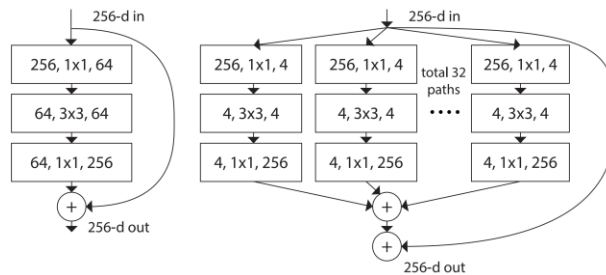 256-d in
256, 1x1, 64
64, 3x3, 64
64, 1x1, 256
+
256-d out
256-d in
256, 1x1, 4
256, 1x1, 4
256, 1x1, 4
total 32
paths
4, 3x3, 4
4, 3x3, 4
....
4, 3x3, 4
4, 1x1, 256
4, 1x1, 256
4, 1x1, 256
+
+
256-d out